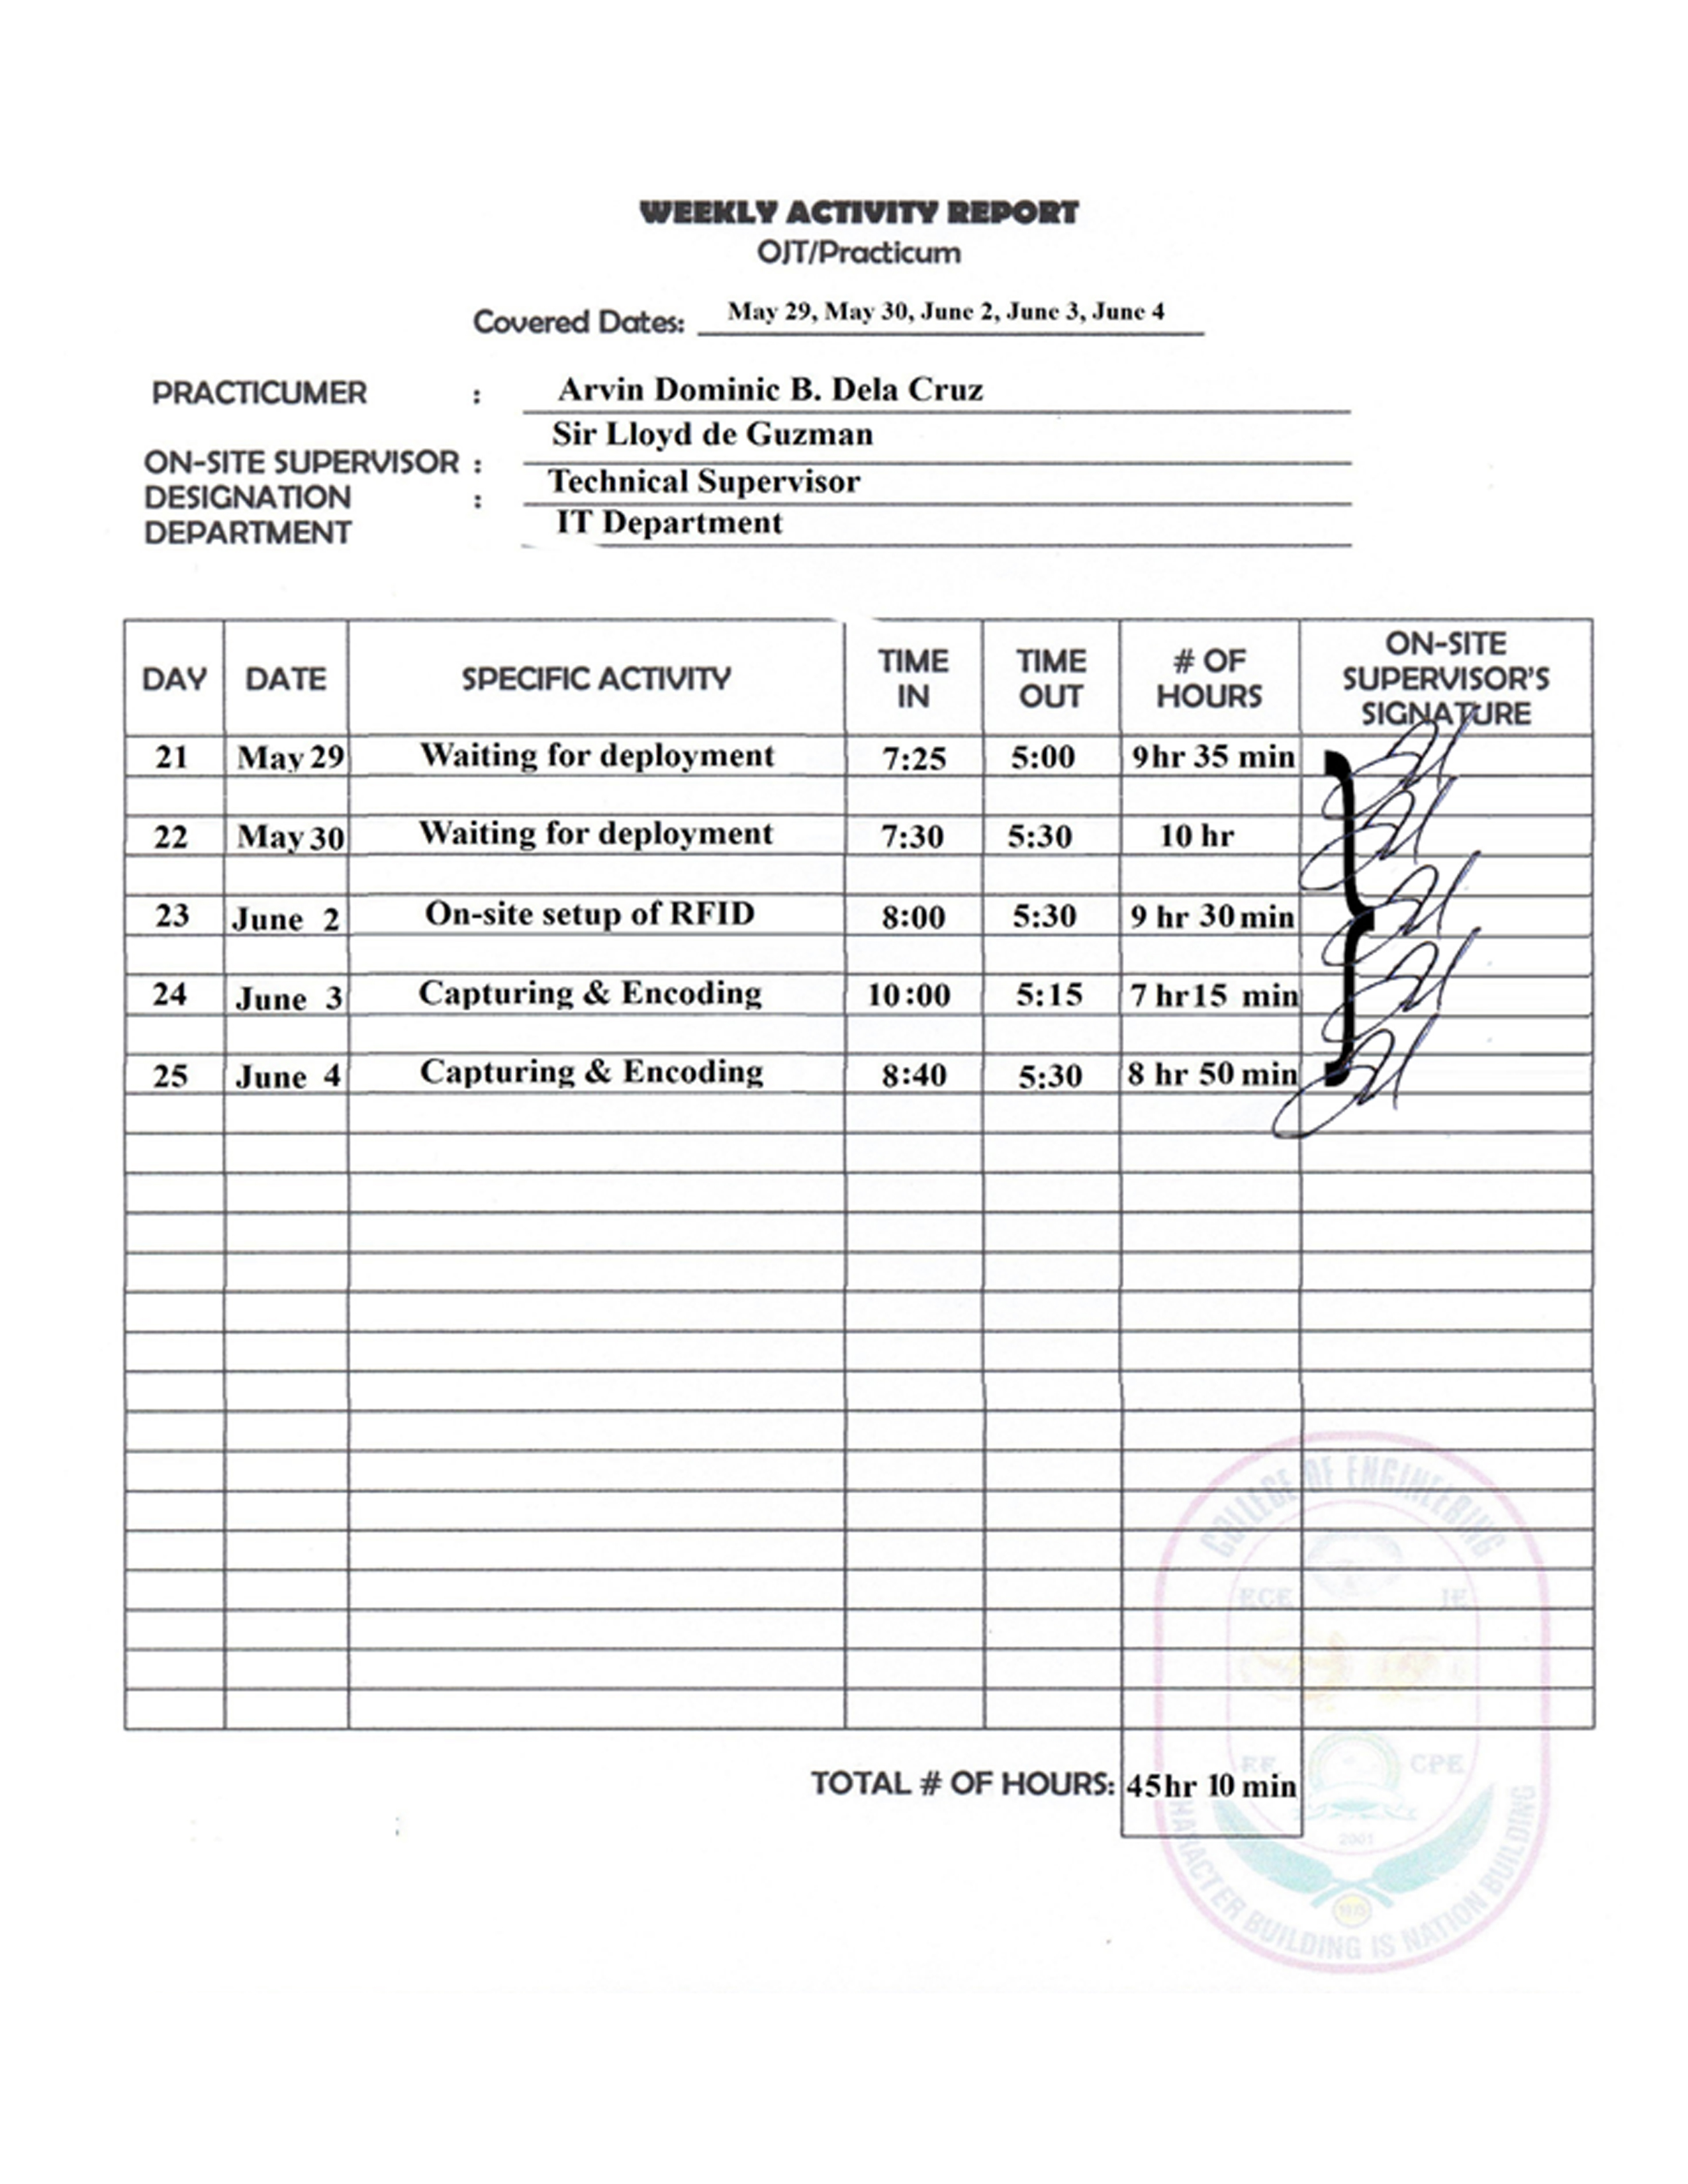 WEEKLY ACTIVITY REPORT
OJT/Practicum
Covered Dates: May 29, May 30, June 2, June 3, June 4
PRACTICUMER : Arvin Dominic B. Dela Cruz
ON-SITE SUPERVISOR : Sir Lloyd de Guzman
DESIGNATION : Technical Supervisor
DEPARTMENT IT Department
DAY DATE SPECIFIC ACTIVITY TIME IN TIME OUT # OF HOURS ON-SITE SUPERVISOR'S SIGNATURE
21 May 29 Waiting for deployment 7:25 5:00 9hr 35 min
22 May 30 Waiting for deployment 7:30 5:30 10 hr
23 June 2 On-site setup of RFID 8:00 5:30 9 hr 30 min
24 June 3 Capturing & Encoding 10:00 5:15 7 hr15 min
25 June 4 Capturing & Encoding 8:40 5:30 8 hr 50 min
TOTAL # OF HOURS: 45hr 10 min
COLLEGE OF ENGINEERING
ECE IE
EE CPE
2001
CHARACTER BUILDING IS NATION BUILDING